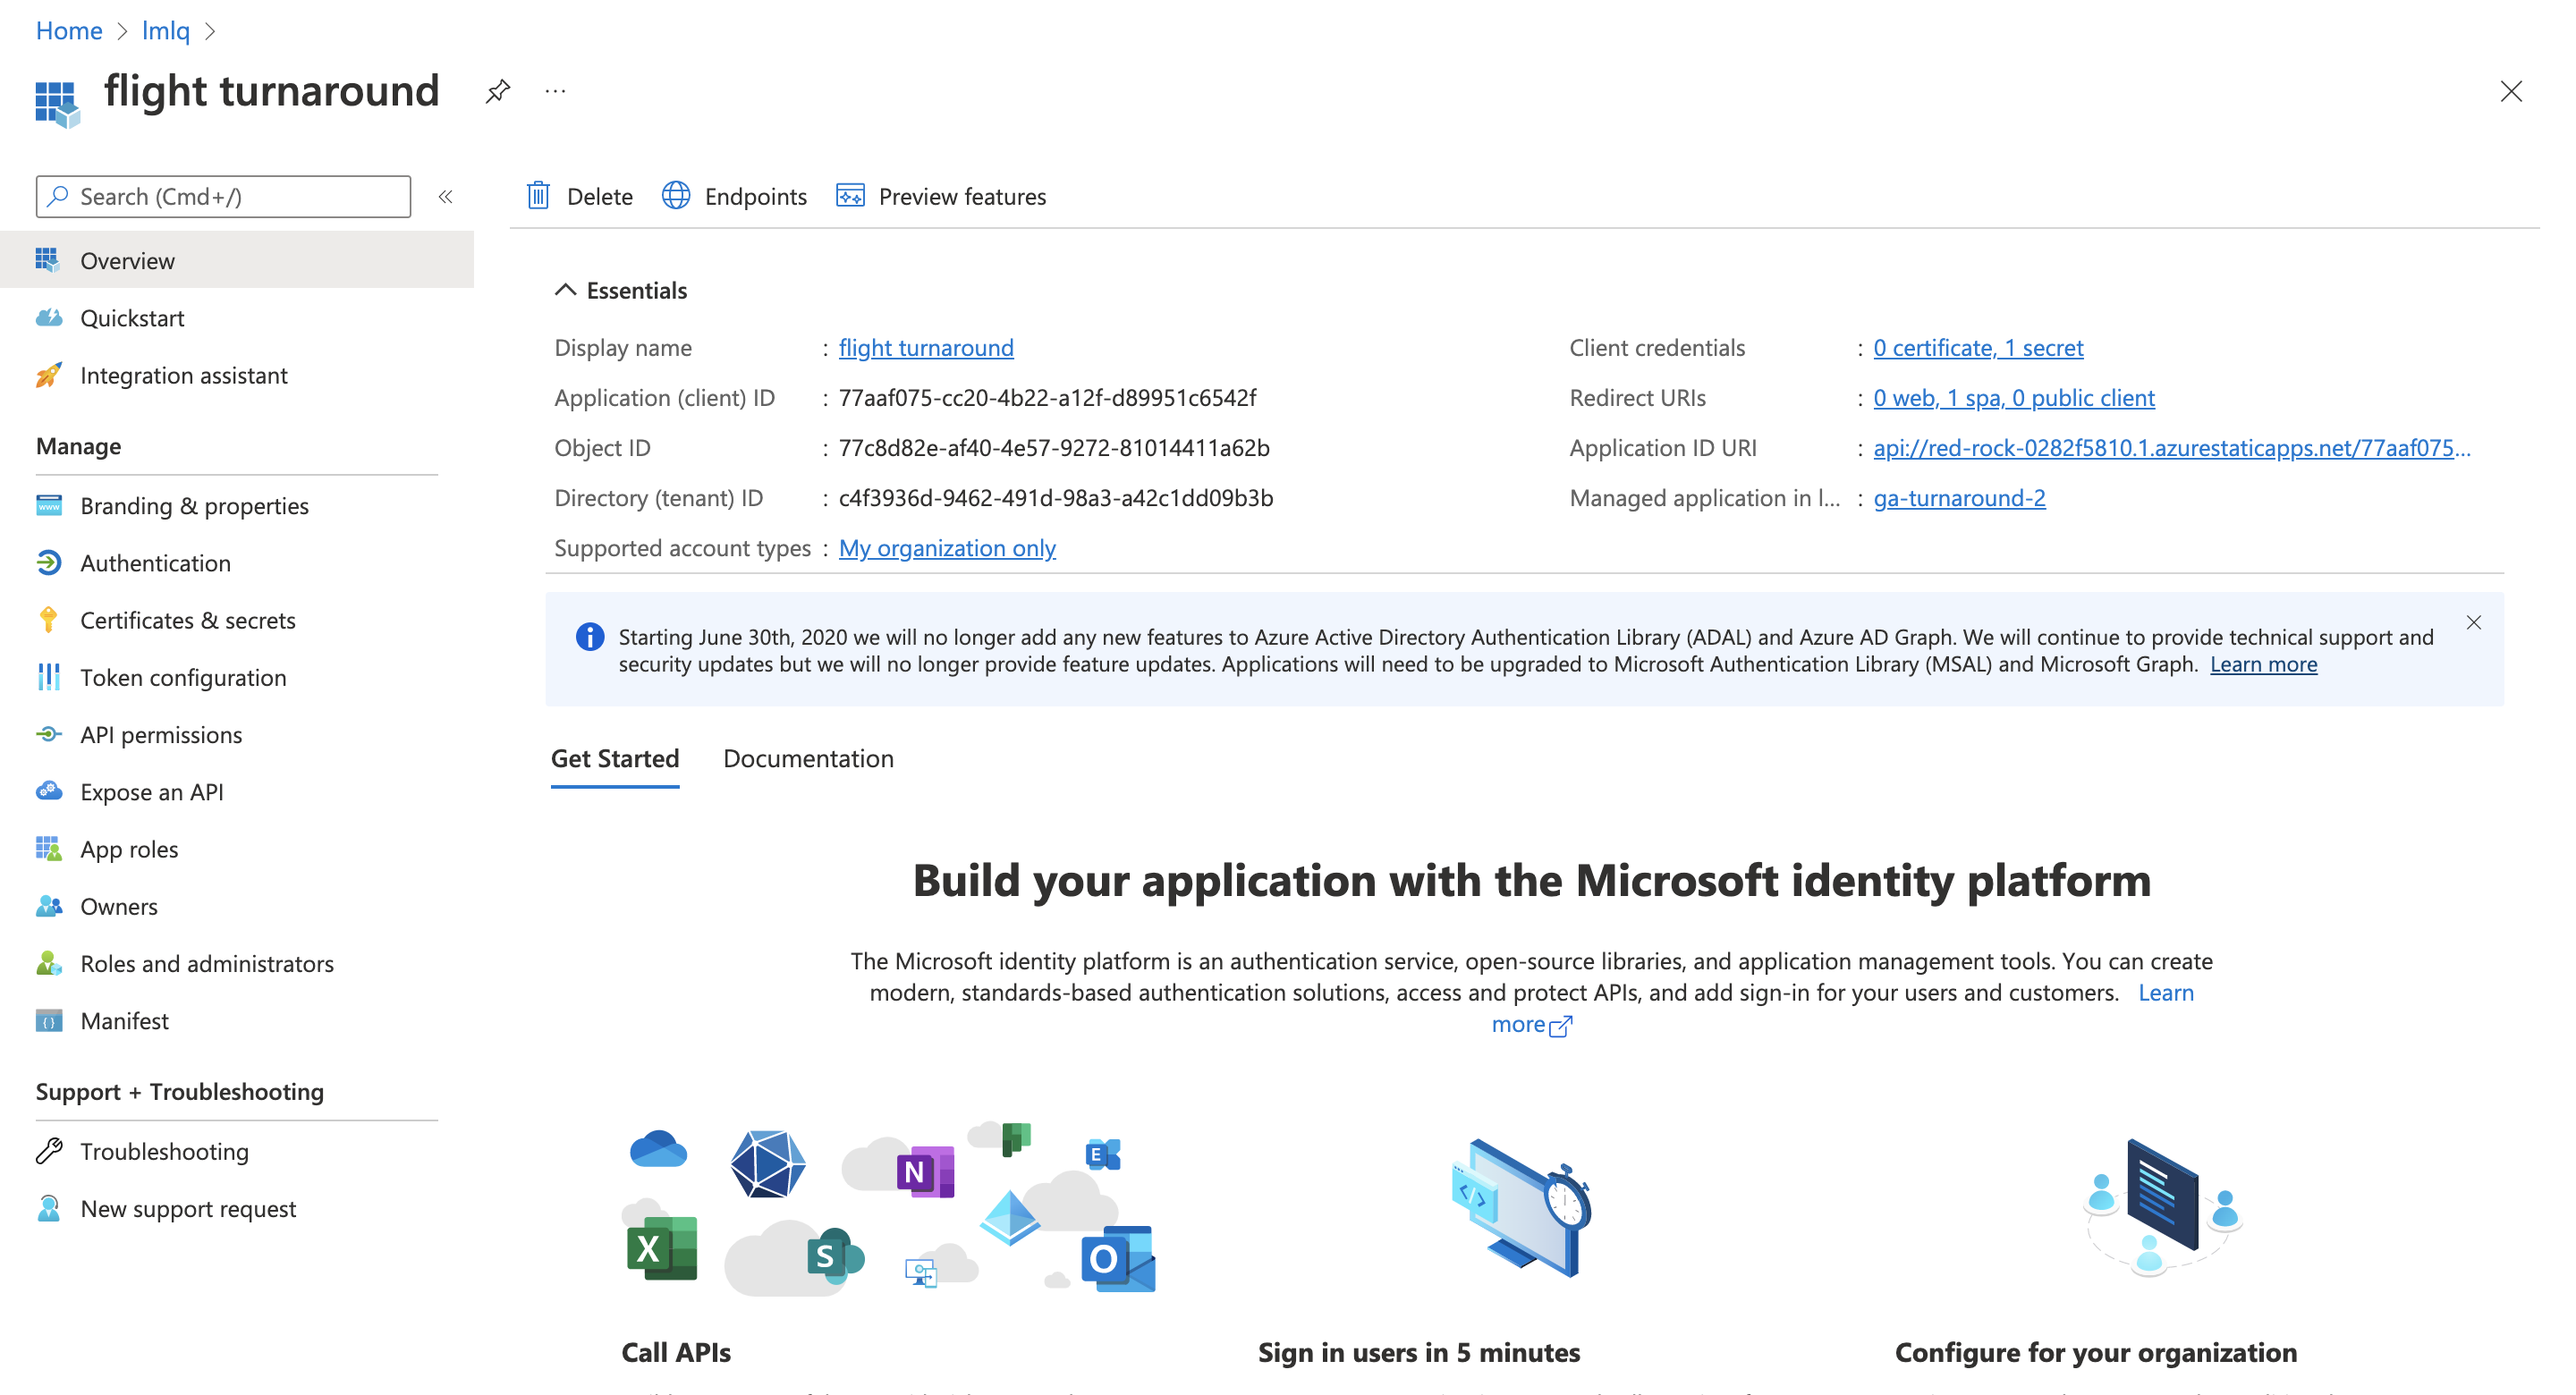 Home > lmlq >
flight turnaround
Search (Cmd+/)
Overview
Quickstart
Integration assistant
Manage
Branding & properties
Authentication
Certificates & secrets
Token configuration
API permissions
Expose an API
App roles
Owners
Roles and administrators
Manifest
Support + Troubleshooting
Troubleshooting
New support request
Delete Endpoints Preview features
Essentials
Display name : flight turnaround
Application (client) ID : 77aaf075-cc20-4b22-a12f-d89951c6542f
Object ID : 77c8d82e-af40-4e57-9272-81014411a62b
Directory (tenant) ID : c4f3936d-9462-491d-98a3-a42c1dd09b3b
Supported account types : My organization only
Client credentials : 0 certificate, 1 secret
Redirect URIs : 0 web, 1 spa, 0 public client
Application ID URI : api://red-rock-0282f5810.1.azurestaticapps.net/77aaf075...
Managed application in l... : ga-turnaround-2
Starting June 30th, 2020 we will no longer add any new features to Azure Active Directory Authentication Library (ADAL) and Azure AD Graph. We will continue to provide technical support and
security updates but we will no longer provide feature updates. Applications will need to be upgraded to Microsoft Authentication Library (MSAL) and Microsoft Graph. Learn more
Get Started Documentation
Build your application with the Microsoft identity platform
The Microsoft identity platform is an authentication service, open-source libraries, and application management tools. You can create
modern, standards-based authentication solutions, access and protect APIs, and add sign-in for your users and customers. Learn
more
N
E
X
S
O
Call APIs
Sign in users in 5 minutes
Configure for your organization